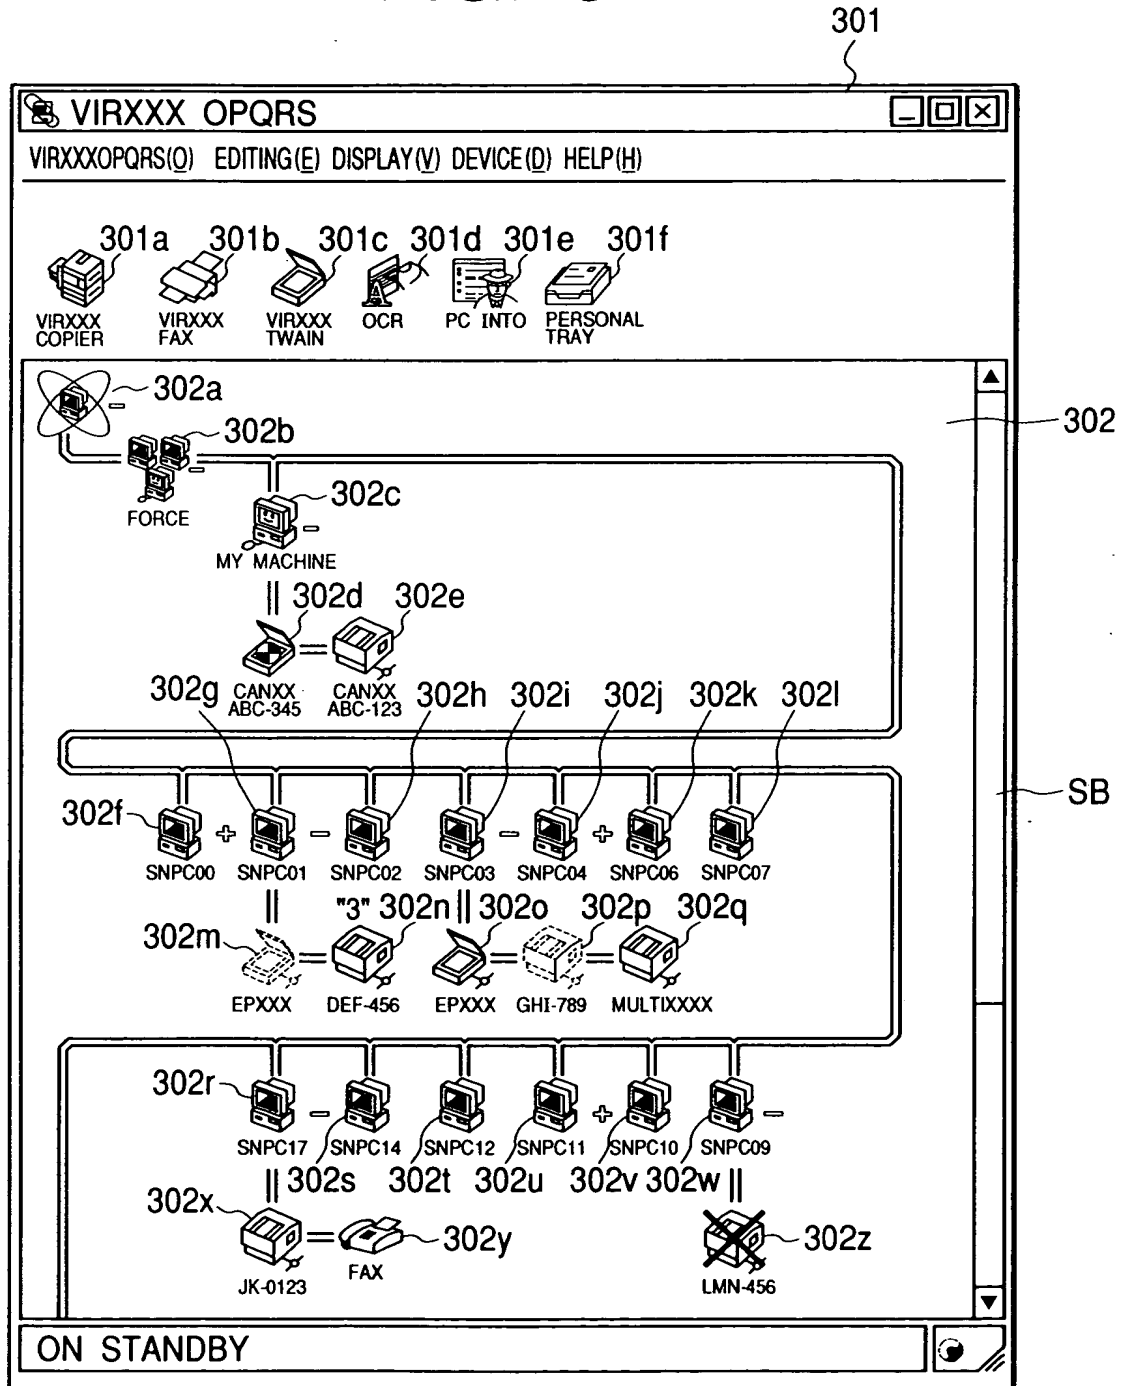 301
VIRXXX OPQRS
VIRXXXOPQRS(O) EDITING(E) DISPLAY(V) DEVICE(D) HELP(H)
301a 301b 301c 301d 301e 301f
VIRXXX COPIER
VIRXXX FAX
VIRXXX TWAIN
OCR
PC INTO
PERSONAL TRAY
302a
302
302b
FORCE
302c
MY MACHINE
302d 302e
CANXX ABC-345
CANXX ABC-123
302g 302h 302i 302j 302k 302l
302f
SB
SNPC00 SNPC01 SNPC02 SNPC03 SNPC04 SNPC06 SNPC07
"3" 302n 302o 302p 302q
302m
EPXXX DEF-456 EPXXX GHI-789 MULTIXXXX
302r
SNPC17 SNPC14 SNPC12 SNPC11 SNPC10 SNPC09
302s 302t 302u 302v 302w
302x 302y 302z
JK-0123 FAX LMN-456
ON STANDBY